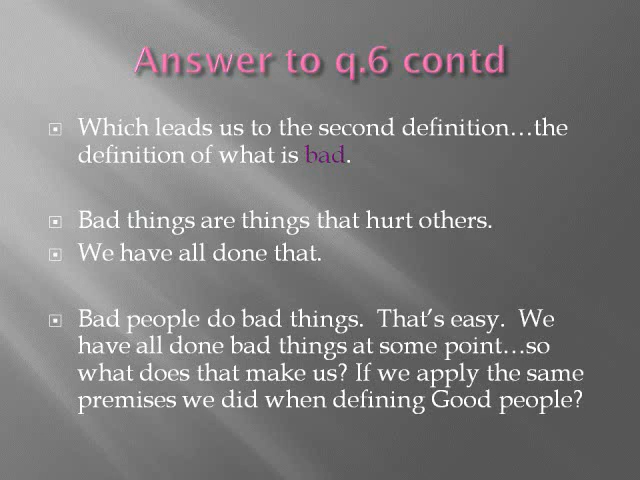 Answer to q.6 contd
Which leads us to the second definition…the
definition of what is bad.
Bad things are things that hurt others.
We have all done that.
Bad people do bad things.  That’s easy.  We
have all done bad things at some point…so
what does that make us? If we apply the same
premises we did when defining Good people?